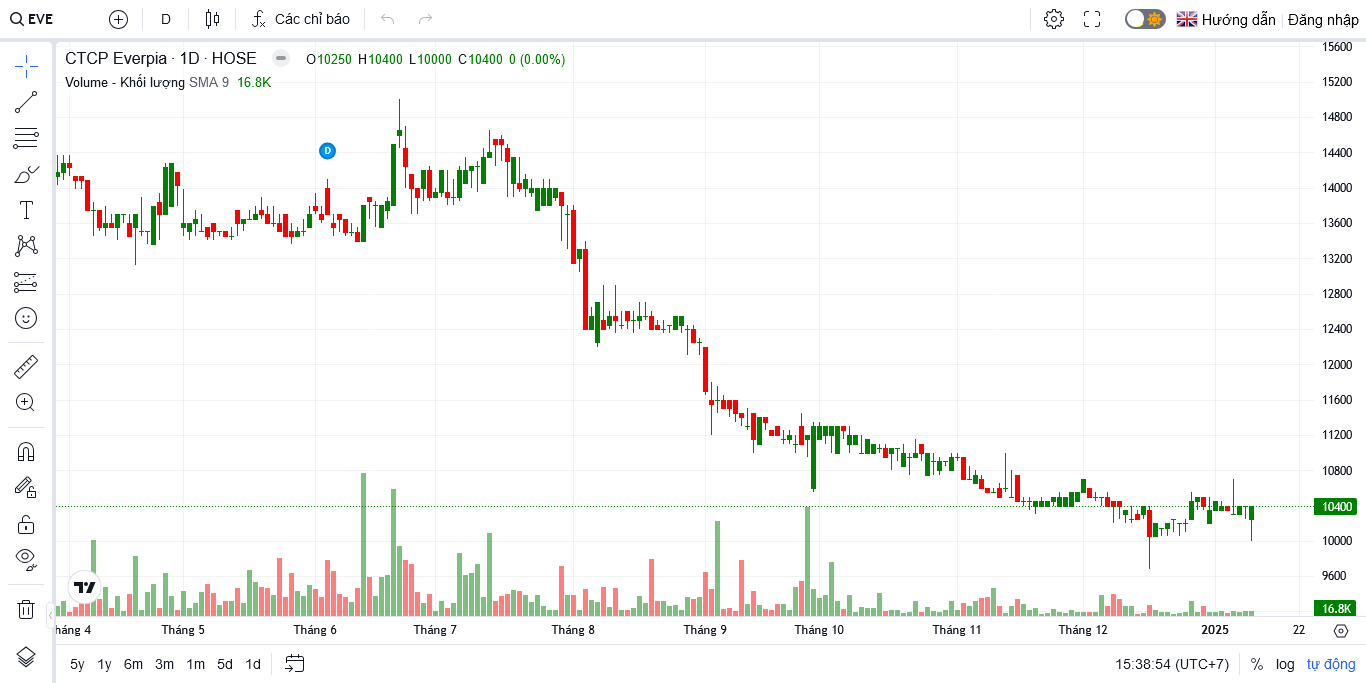 EVE D Các chỉ báo Hướng dẫn Đăng nhập
CTCP Everpia · 1D · HOSE O10250 H10400 L10000 C10400 0 (0.00%)
Volume - Khối lượng SMA 9 16.8K
D
15600
15200
14800
14400
14000
13600
13200
12800
12400
12000
11600
11200
10800
10400
10000
9600
16.8K
háng 4 Tháng 5 Tháng 6 Tháng 7 Tháng 8 Tháng 9 Tháng 10 Tháng 11 Tháng 12 2025 22
5y 1y 6m 3m 1m 5d 1d 15:38:54 (UTC+7) % log tự động